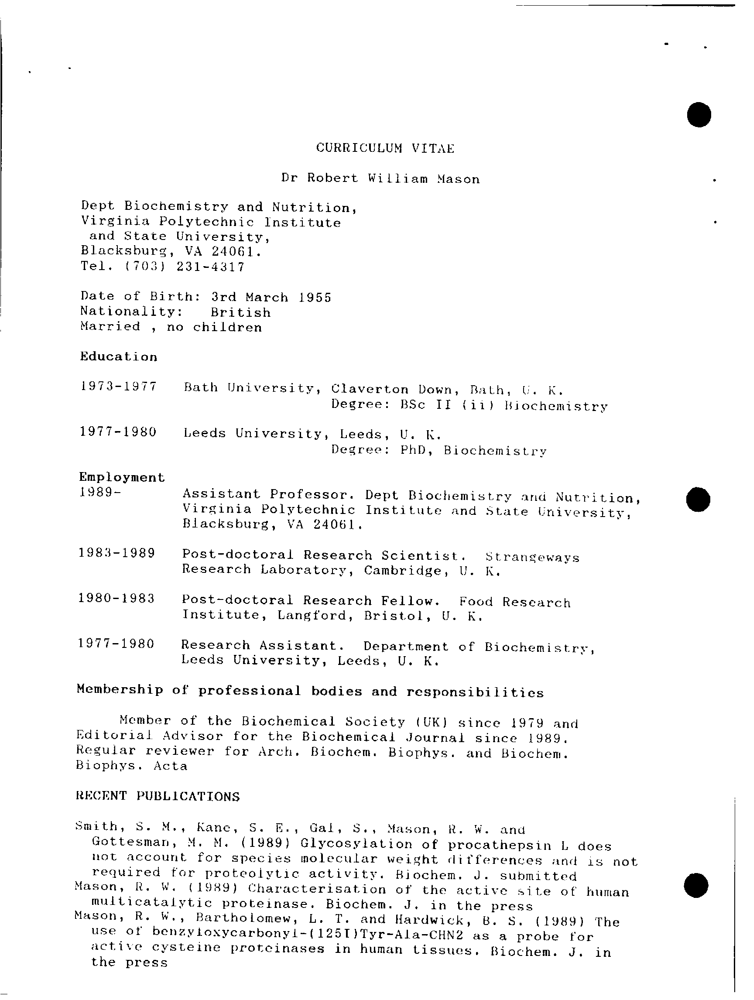 CURRICULUM VITAE
Dr Robert William Mason
Dept Biochemistry and Nutrition,
Virginia Polytechnic Institute
and State University,
Blacksburg, VA 24061.
Tel. (703) 231-4317
Date of Birth: 3rd March 1955
Nationality: British
Married , no children
Education
1973-1977 Bath University, Claverton Down, Bath, U. K.
Degree: BSc II (ii) Biochemistry
1977-1980 Leeds University, Leeds, U. K.
Degree: PhD, Biochemistry
Employment
1989- Assistant Professor. Dept Biochemistry and Nutrition,
Virginia Polytechnic Institute and State University,
Blacksburg, VA 24061.
1983-1989 Post-doctoral Research Scientist. Strangeways
Research Laboratory, Cambridge, U. K.
1980-1983 Post-doctoral Research Fellow. Food Research
Institute, Langford, Bristol, U. K.
1977-1980 Research Assistant. Department of Biochemistry,
Leeds University, Leeds, U. K.
Membership of professional bodies and responsibilities
Member of the Biochemical Society (UK) since 1979 and
Editorial Advisor for the Biochemical Journal since 1989.
Regular reviewer for Arch. Biochem. Biophys. and Biochem.
Biophys. Acta
RECENT PUBLICATIONS
Smith, S. M., Kane, S. E., Gal, S., Mason, R. W. and
Gottesman, M. M. (1989) Glycosylation of procathepsin L does
not account for species molecular weight differences and is not
required for proteolytic activity. Biochem. J. submitted
Mason, R. W. (1989) Characterisation of the active site of human
multicatalytic proteinase. Biochem. J. in the press
Mason, R. W., Bartholomew, L. T. and Hardwick, B. S. (1989) The
use of benzyloxycarbonyl-(125I)Tyr-Ala-CHN2 as a probe for
active cysteine proteinases in human tissues. Biochem. J. in
the press